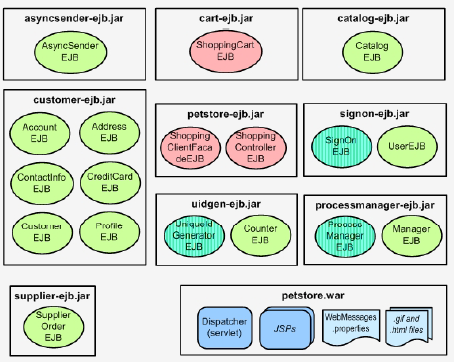 asyncsender-ejb.jar
AsyncSender
EJB
cart-ejb.jar
ShoppingCart
EJB
catalog-ejb.jar
Catalog
EJB
customer-ejb.jar
Account
EJB
Address
EJB
ContactInfo
EJB
CreditCard
EJB
Customer
EJB
Profile
EJB
petstore-ejb.jar
Shopping
ClientFaca
deEJB
Shopping
Controller
EJB
signon-ejb.jar
SignOn
EJB
UserEJB
uidgen-ejb.jar
UniqueId
Generator
EJB
Counter
EJB
processmanager-ejb.jar
Process
Manager
EJB
Manager
EJB
supplier-ejb.jar
Supplier
Order
EJB
petstore.war
Dispatcher
(servlet)
JSPs
WebMessages
.properties
.gif and
.html files